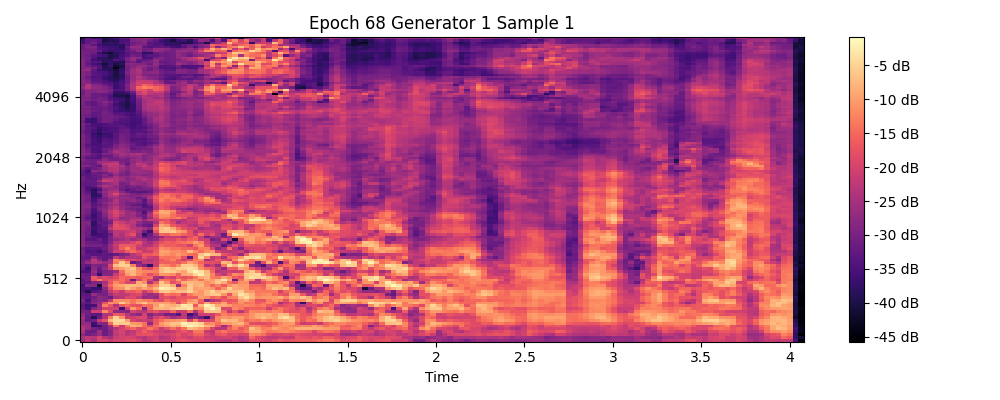 Epoch 68 Generator 1 Sample 1
Hz
4096
2048
1024
512
0
0 0.5 1 1.5 2 2.5 3 3.5 4
Time
-5 dB
-10 dB
-15 dB
-20 dB
-25 dB
-30 dB
-35 dB
-40 dB
-45 dB